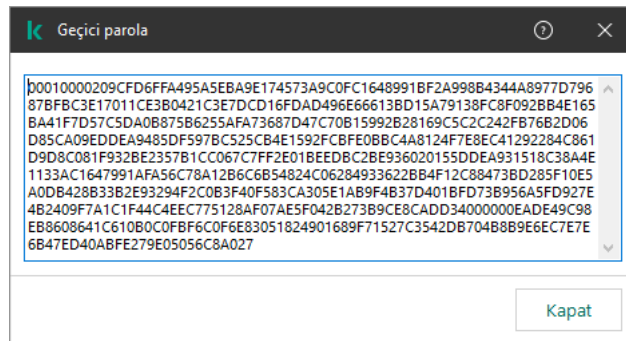 Geçici parola
00010000209CFD6FFA495A5EBA9E174573A9C0FC1648991BF2A998B4344A8977D796
87BFBC3E17011CE3B0421C3E7DCD16FDAD496E66613BD15A79138FC8F092BB4E165
BA41F7D57C5DA0B875B6255AFA73687D47C70B15992B28169C5C2C242FB76B2D06
D85CA09EDDEA9485DF597BC525CB4E1592FCBFE0BBC4A8124F7E8EC41292284C861
D9D8C081F932BE2357B1CC067C7FF2E01BEEDBC2BE936020155DDEA931518C38A4E
1133AC1647991AFA56C78A12B6C6B54824C06284933622BB4F12C88473BD285F10E5
A0DB428B33B2E93294F2C0B3F40F583CA305E1AB9F4B37D401BFD73B956A5FD927E
4B2409F7A1C1F44C4EEC775128AF07AE5F042B273B9CE8CADD34000000EADE49C98
EB8608641C610B0C0FBF6C0F6E83051824901689F71527C3542DB704B8B9E6EC7E7E
6B47ED40ABFE279E05056C8A027
Kapat